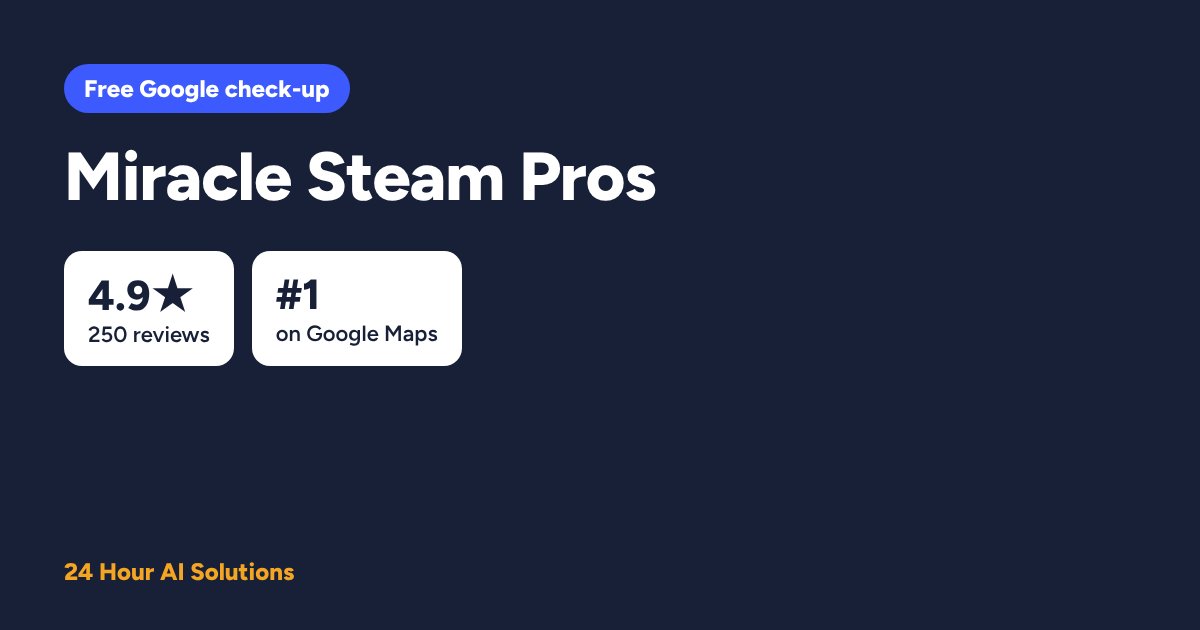 Free Google check-up
Miracle Steam Pros
4.9★
250 reviews
#1
on Google Maps
24 Hour AI Solutions